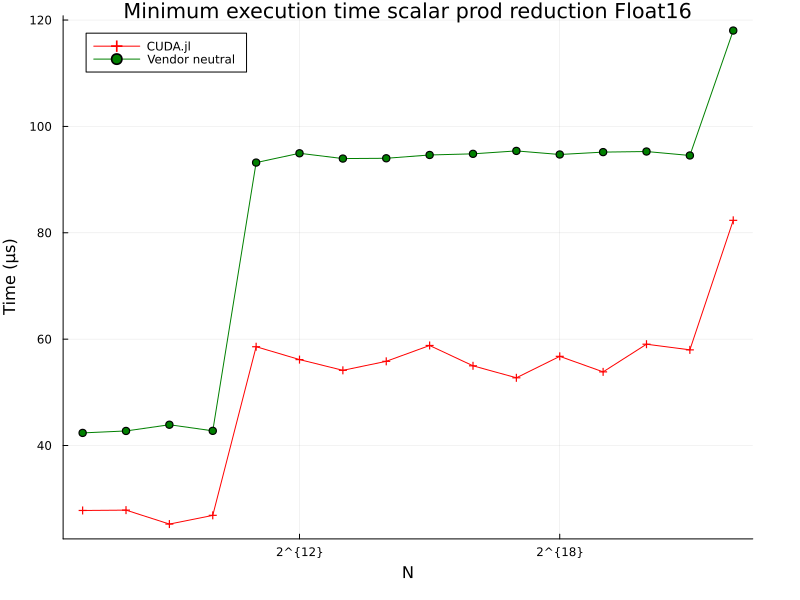 Minimum execution time scalar prod reduction Float16
120
CUDA.jl
Vendor neutral
100
80
Time (μs)
60
40
2^{12}
2^{18}
N